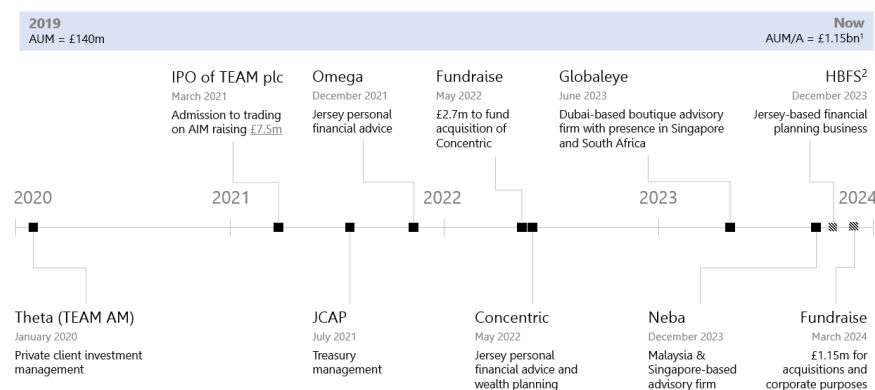 2019
AUM = £140m
Now
AUM/A = £1.15bn¹
IPO of TEAM plc
March 2021
Admission to trading
on AIM raising £7.5m
Omega
December 2021
Jersey personal
financial advice
Fundraise
May 2022
£2.7m to fund
acquisition of
Concentric
Globaleye
June 2023
Dubai-based boutique advisory
firm with presence in Singapore
and South Africa
HBFS²
December 2023
Jersey-based financial
planning business
2020
2021
2022
2023
2024
Theta (TEAM AM)
January 2020
Private client investment
management
JCAP
July 2021
Treasury
management
Concentric
May 2022
Jersey personal
financial advice and
wealth planning
Neba
December 2023
Malaysia &
Singapore-based
advisory firm
Fundraise
March 2024
£1.15m for
acquisitions and
corporate purposes